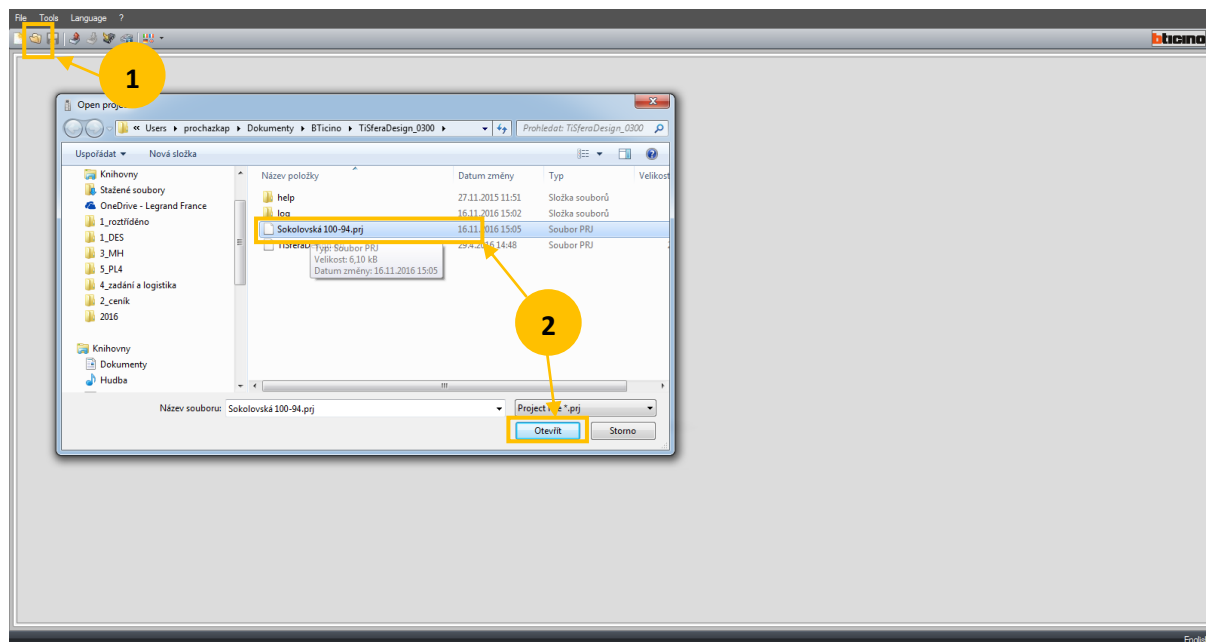 File Tools Language ?
bticino
1
Open proj
« Users ▸ prochazkap ▸ Dokumenty ▸ BTicino ▸ TiSferaDesign_0300 ▸
Prohledat: TiSferaDesign_0300
Uspořádat Nová složka
Název položky Datum změny Typ Velikost
Knihovny
Stažené soubory
OneDrive - Legrand France
1_roztříděno
1_DES
3_MH
5_PL4
4_zadání a logistika
2_ceník
2016
Knihovny
Dokumenty
Hudba
help 27.11.2015 11:51 Složka souborů
log 16.11.2016 15:02 Složka souborů
Sokolovská 100-94.prj 16.11.2016 15:05 Soubor PRJ
29.4.2016 14:48 Soubor PRJ
Typ: Soubor PRJ
Velikost: 6,10 kB
Datum změny: 16.11.2016 15:05
2
Název souboru: Sokolovská 100-94.prj
*.prj
Otevřít Storno
English